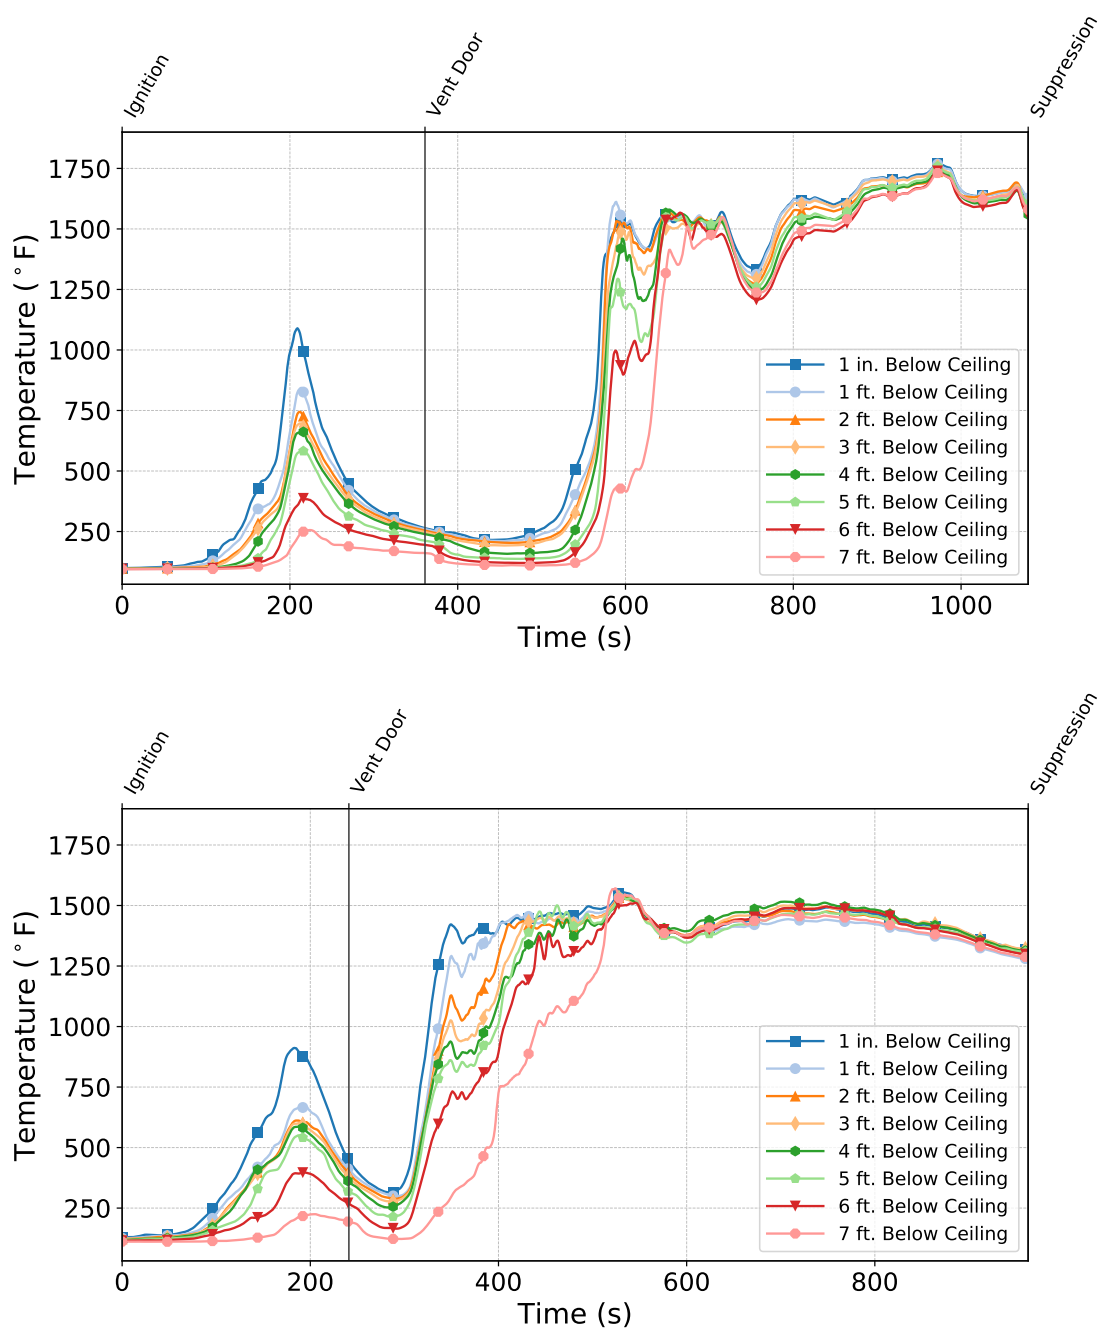 Ignition
Vent Door
Suppression
Temperature (°F)
1750
1500
1250
1000
750
500
250
1 in. Below Ceiling
1 ft. Below Ceiling
2 ft. Below Ceiling
3 ft. Below Ceiling
4 ft. Below Ceiling
5 ft. Below Ceiling
6 ft. Below Ceiling
7 ft. Below Ceiling
0 200 400 600 800 1000
Time (s)
Ignition
Vent Door
Suppression
Temperature (°F)
1750
1500
1250
1000
750
500
250
1 in. Below Ceiling
1 ft. Below Ceiling
2 ft. Below Ceiling
3 ft. Below Ceiling
4 ft. Below Ceiling
5 ft. Below Ceiling
6 ft. Below Ceiling
7 ft. Below Ceiling
0 200 400 600 800
Time (s)